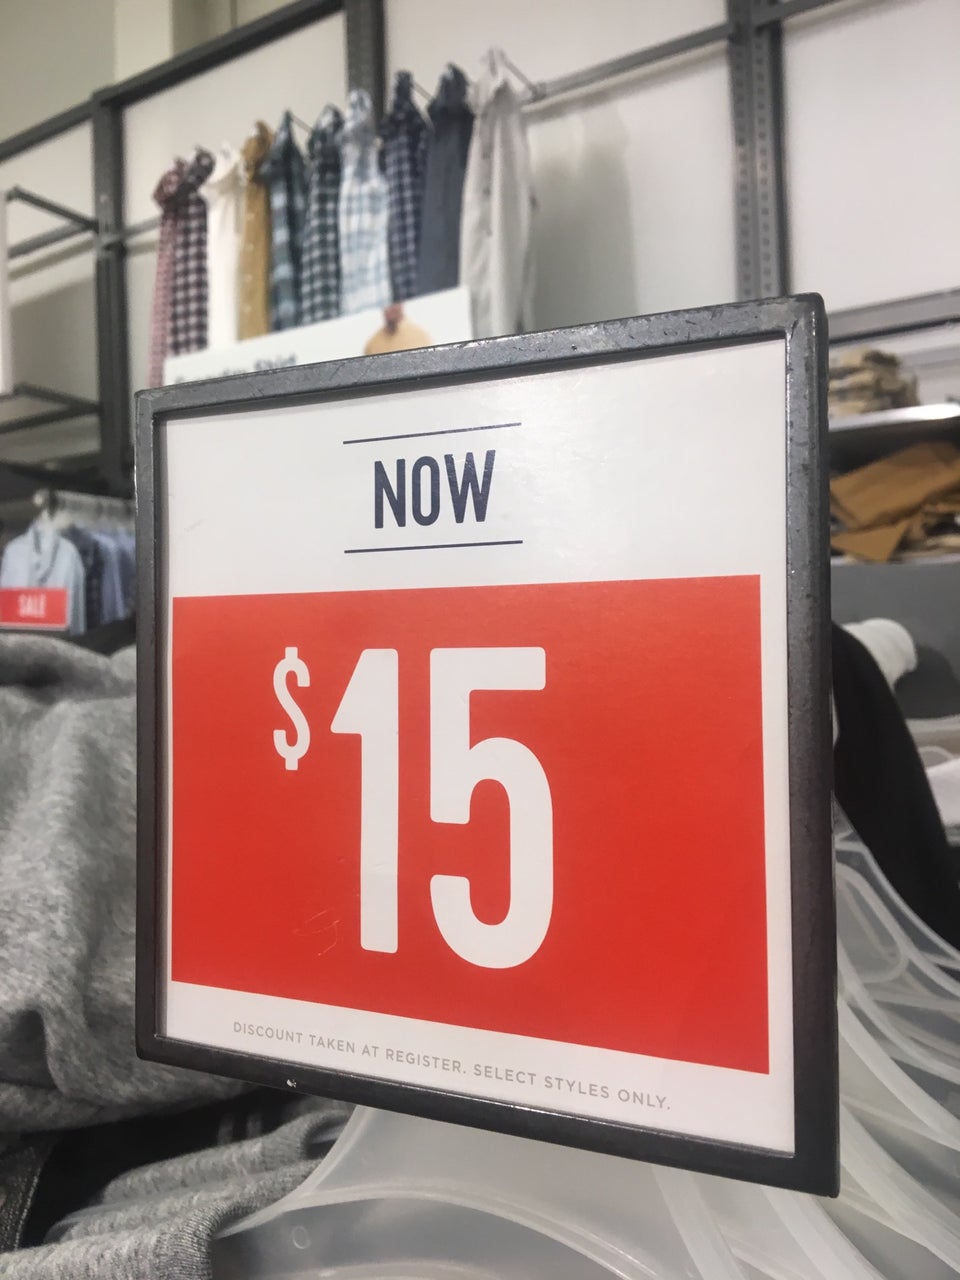 NOW
$15
DISCOUNT TAKEN AT REGISTER. SELECT STYLES ONLY.
SALE